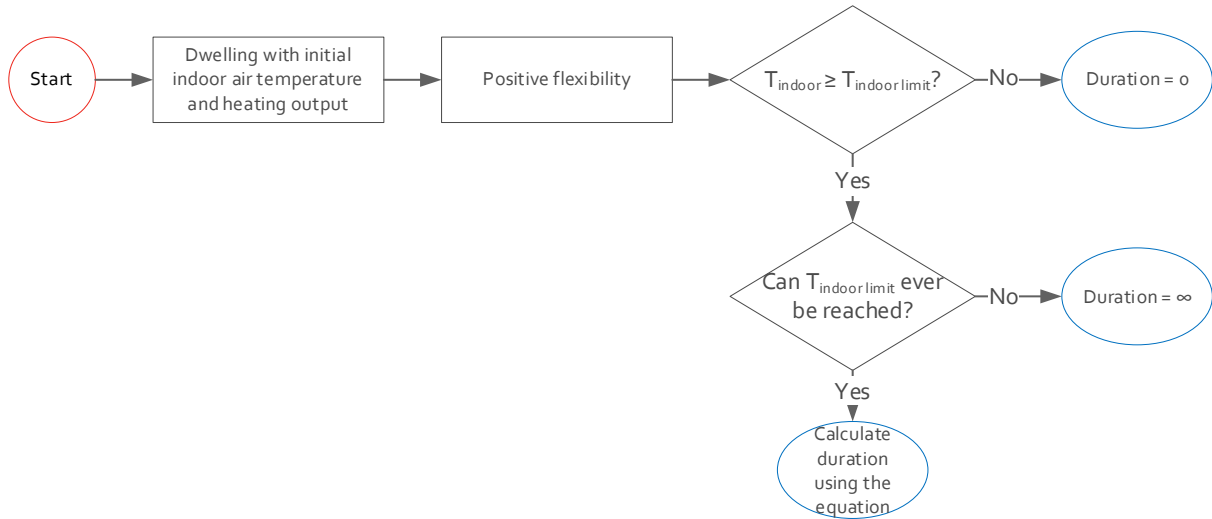 Start
Dwelling with initial
indoor air temperature
and heating output
Positive flexibility
Tindoor ≥ Tindoor limit?
No
Duration = 0
Yes
Can Tindoor limit ever
be reached?
No
Duration = ∞
Yes
Calculate
duration
using the
equation